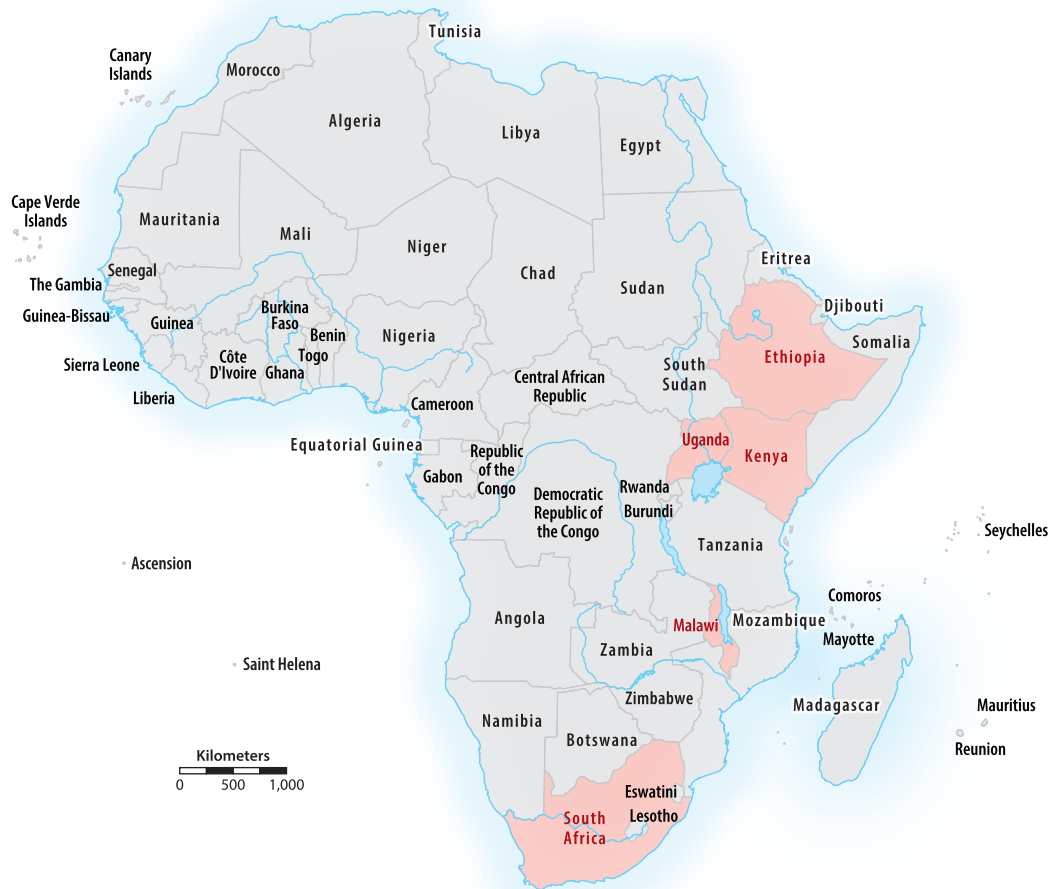 Tunisia
Canary
Islands
Morocco
Algeria
Libya
Egypt
Cape Verde
Islands
Mauritania
Mali
Niger
Chad
Sudan
Eritrea
Senegal
The Gambia
Guinea-Bissau
Guinea
Burkina
Faso
Benin
Togo
Nigeria
Djibouti
Somalia
Ethiopia
Sierra Leone
Côte
D'Ivoire
Ghana
South
Sudan
Central African
Republic
Liberia
Cameroon
Equatorial Guinea
Uganda
Kenya
Republic
of the
Congo
Gabon
Rwanda
Burundi
Democratic
Republic of
the Congo
Tanzania
Seychelles
Ascension
Comoros
Angola
Malawi
Mozambique
Mayotte
Zambia
Saint Helena
Zimbabwe
Madagascar
Mauritius
Namibia
Botswana
Reunion
Kilometers
0 500 1,000
Eswatini
Lesotho
South
Africa